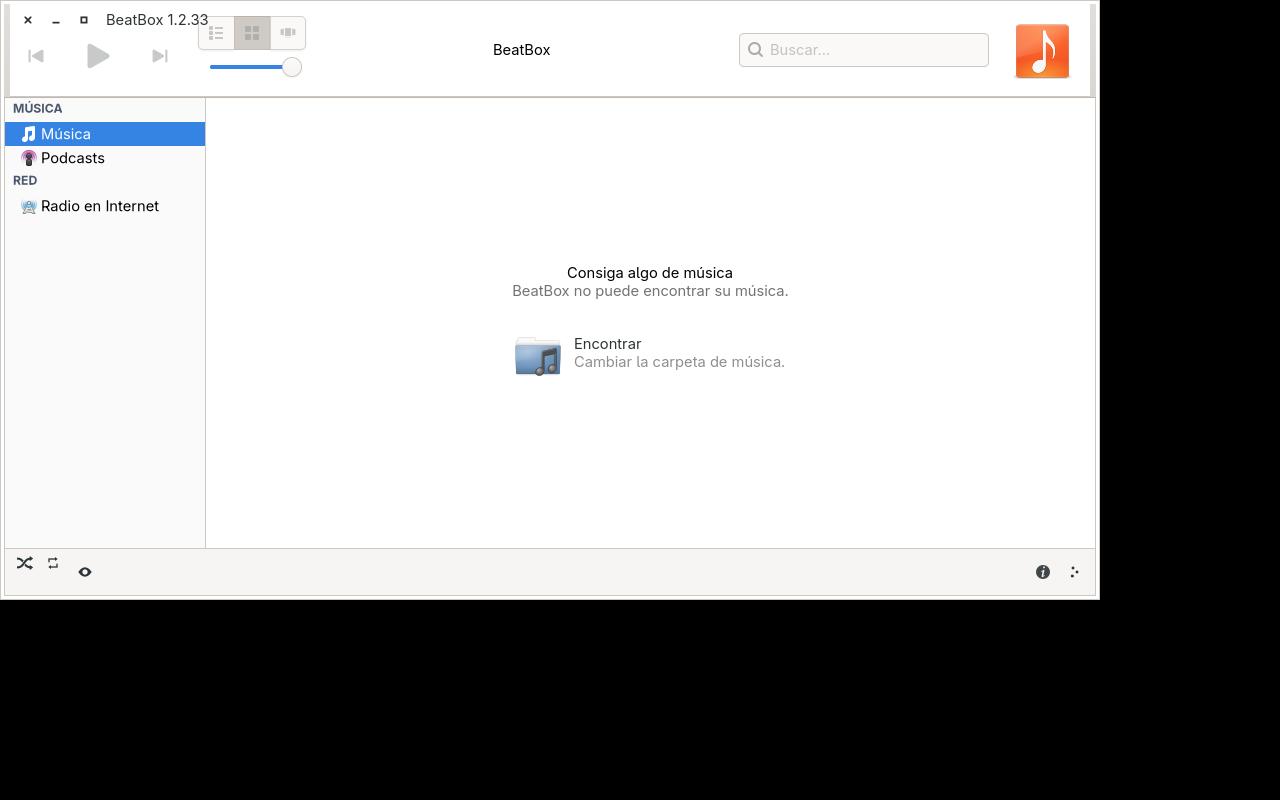 BeatBox 1.2.33
BeatBox
Buscar...
MÚSICA
Música
Podcasts
RED
Radio en Internet
Consiga algo de música
BeatBox no puede encontrar su música.
Encontrar
Cambiar la carpeta de música.